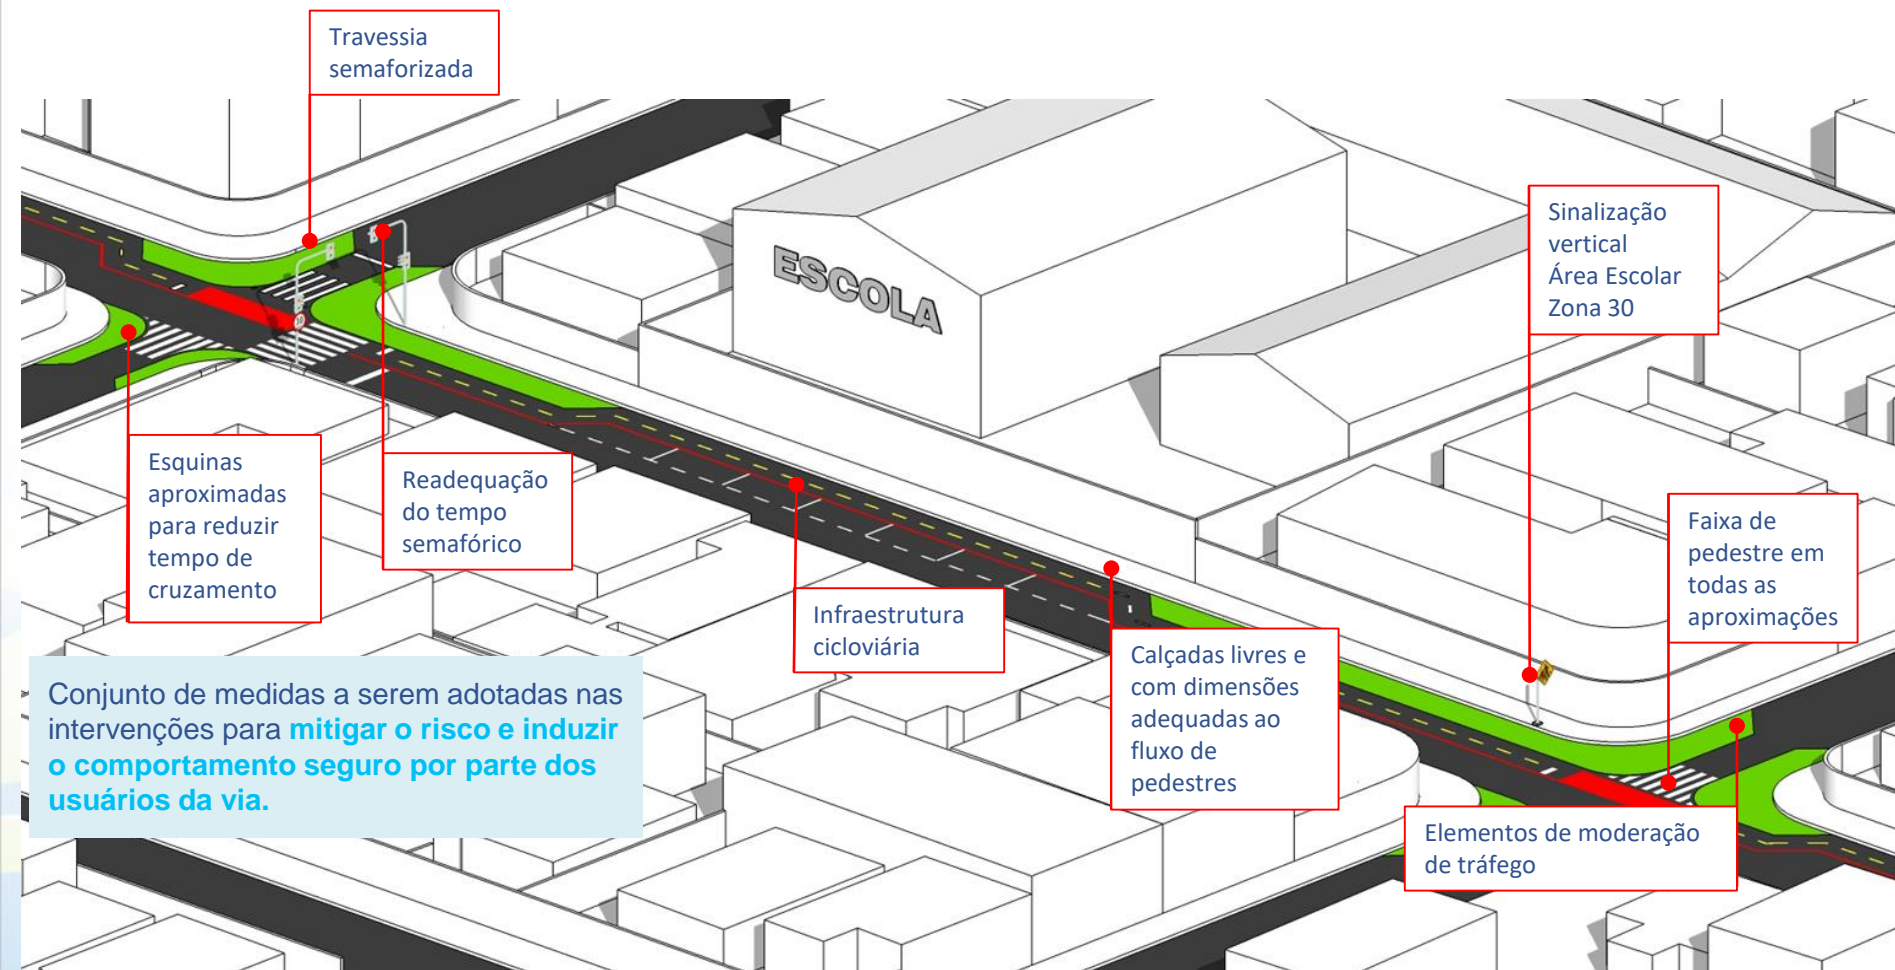 Travessia
semaforizada
ESCOLA
Sinalização
vertical
Área Escolar
Zona 30
Esquinas
aproximadas
para reduzir
tempo de
cruzamento
Readequação
do tempo
semafórico
Faixa de
pedestre em
todas as
aproximações
Infraestrutura
cicloviária
Calçadas livres e
com dimensões
adequadas ao
fluxo de
pedestres
Conjunto de medidas a serem adotadas nas
intervenções para mitigar o risco e induzir
o comportamento seguro por parte dos
usuários da via.
Elementos de moderação
de tráfego